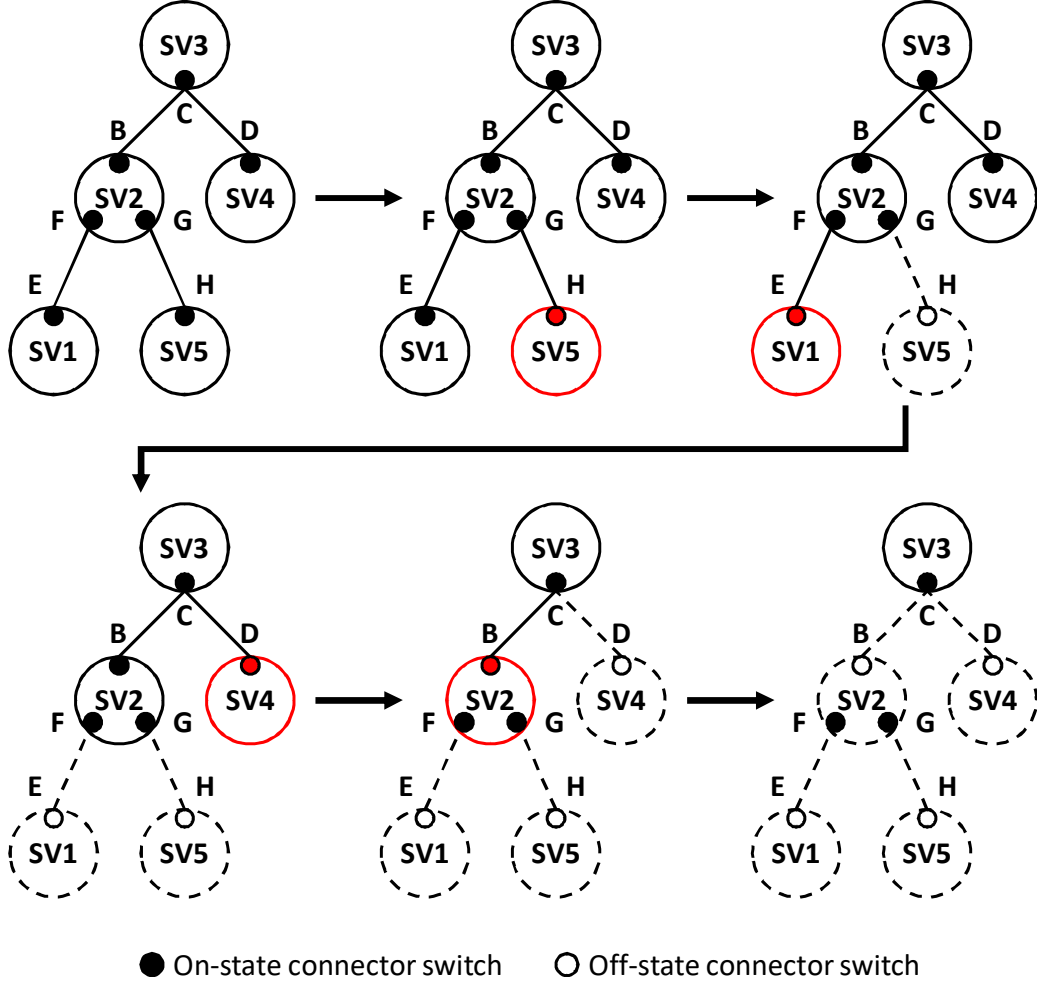 SV3 SV3 SV3
C C C
B D B D B D
SV2 SV4 SV2 SV4 SV2 SV4
F G F G F G
E H E H E H
SV1 SV5 SV1 SV5 SV1 SV5
SV3 SV3 SV3
C C C
B D B D B D
SV2 SV4 SV2 SV4 SV2 SV4
F G F G F G
E H E H E H
SV1 SV5 SV1 SV5 SV1 SV5
On-state connector switch Off-state connector switch